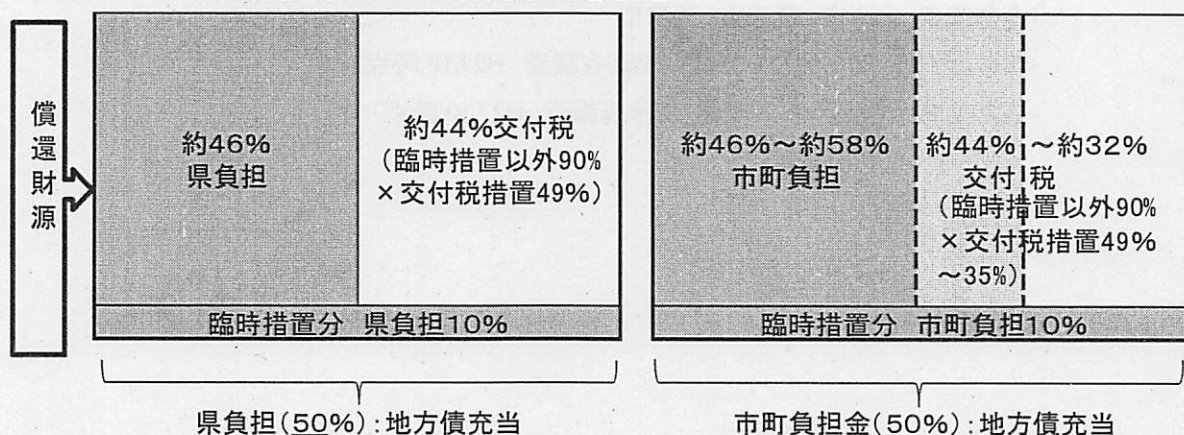 償還財源
約46%
県負担
約44%交付税
(臨時措置以外90%
×交付税措置49%)
臨時措置分 県負担10%
県負担(50%):地方債充当
約46%～約58%
市町負担
約44% ～約32%
交付税
(臨時措置以外90%
×交付税措置49%
～35%)
臨時措置分 市町負担10%
市町負担金(50%):地方債充当